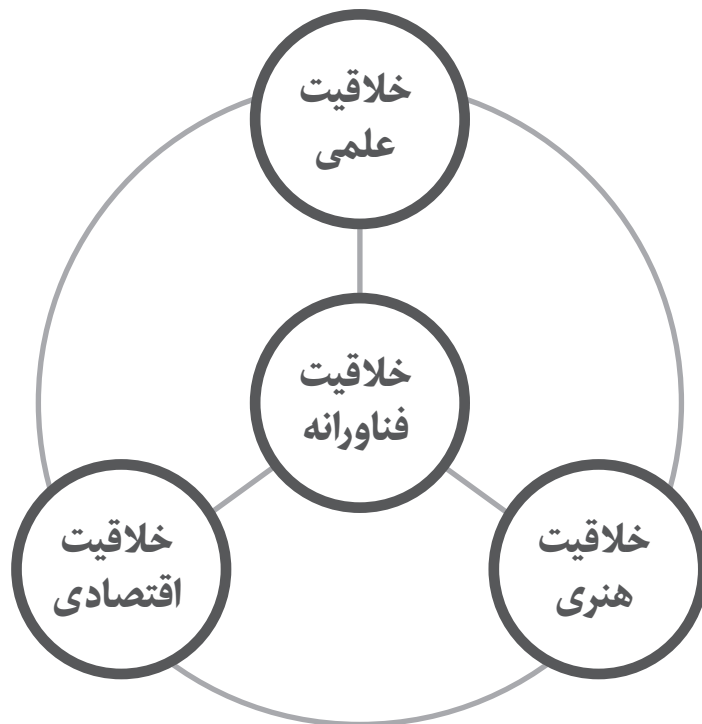 خلاقیت
علمی
خلاقیت
فناورانه
خلاقیت
هنری
خلاقیت
اقتصادی